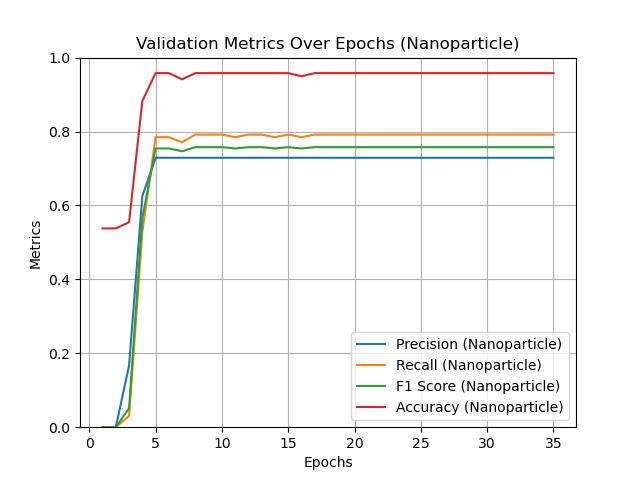 Validation Metrics Over Epochs (Nanoparticle)
1.0
0.8
0.6
0.4
0.2
0.0
Metrics
Precision (Nanoparticle)
Recall (Nanoparticle)
F1 Score (Nanoparticle)
Accuracy (Nanoparticle)
0 5 10 15 20 25 30 35
Epochs